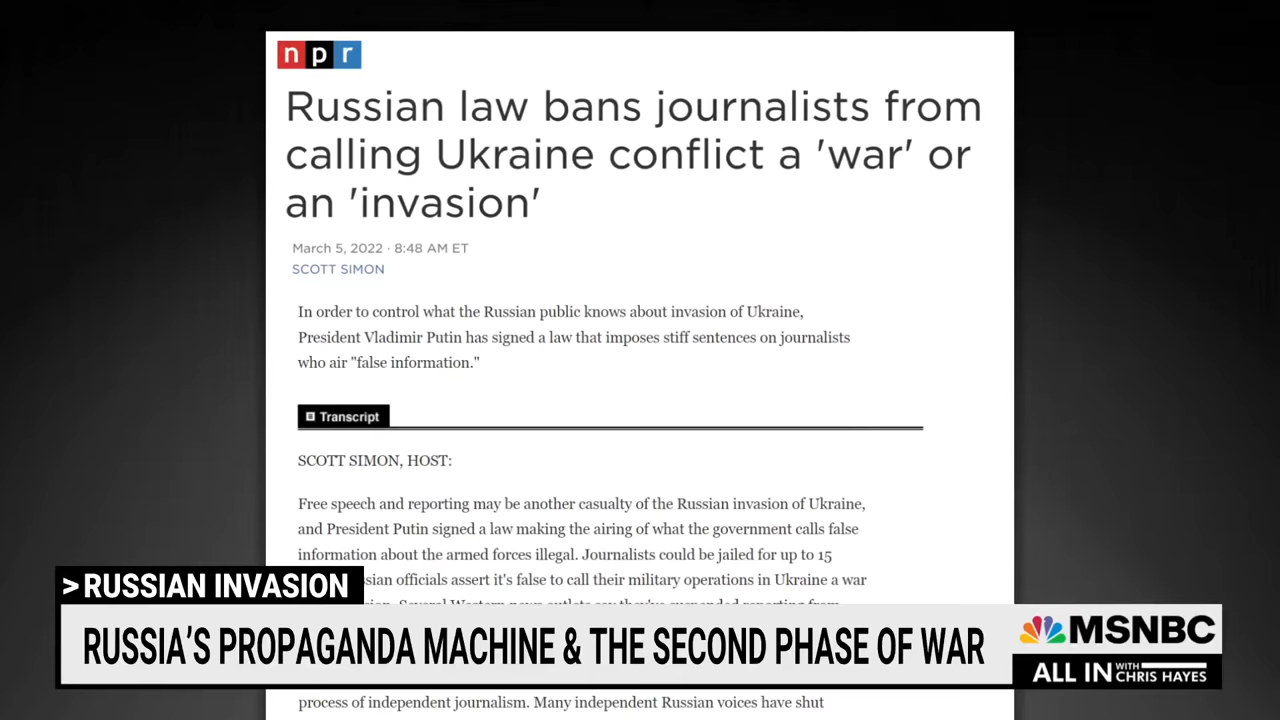 npr
Russian law bans journalists from
calling Ukraine conflict a 'war' or
an 'invasion'
March 5, 2022 · 8:48 AM ET
SCOTT SIMON
In order to control what the Russian public knows about invasion of Ukraine,
President Vladimir Putin has signed a law that imposes stiff sentences on journalists
who air "false information."
Transcript
SCOTT SIMON, HOST:
Free speech and reporting may be another casualty of the Russian invasion of Ukraine,
and President Putin signed a law making the airing of what the government calls false
information about the armed forces illegal. Journalists could be jailed for up to 15
officials assert it's false to call their military operations in Ukraine a war
>RUSSIAN INVASION
RUSSIA'S PROPAGANDA MACHINE & THE SECOND PHASE OF WAR
MSNBC
ALL IN WITH CHRIS HAYES
process of independent journalism. Many independent Russian voices have shut